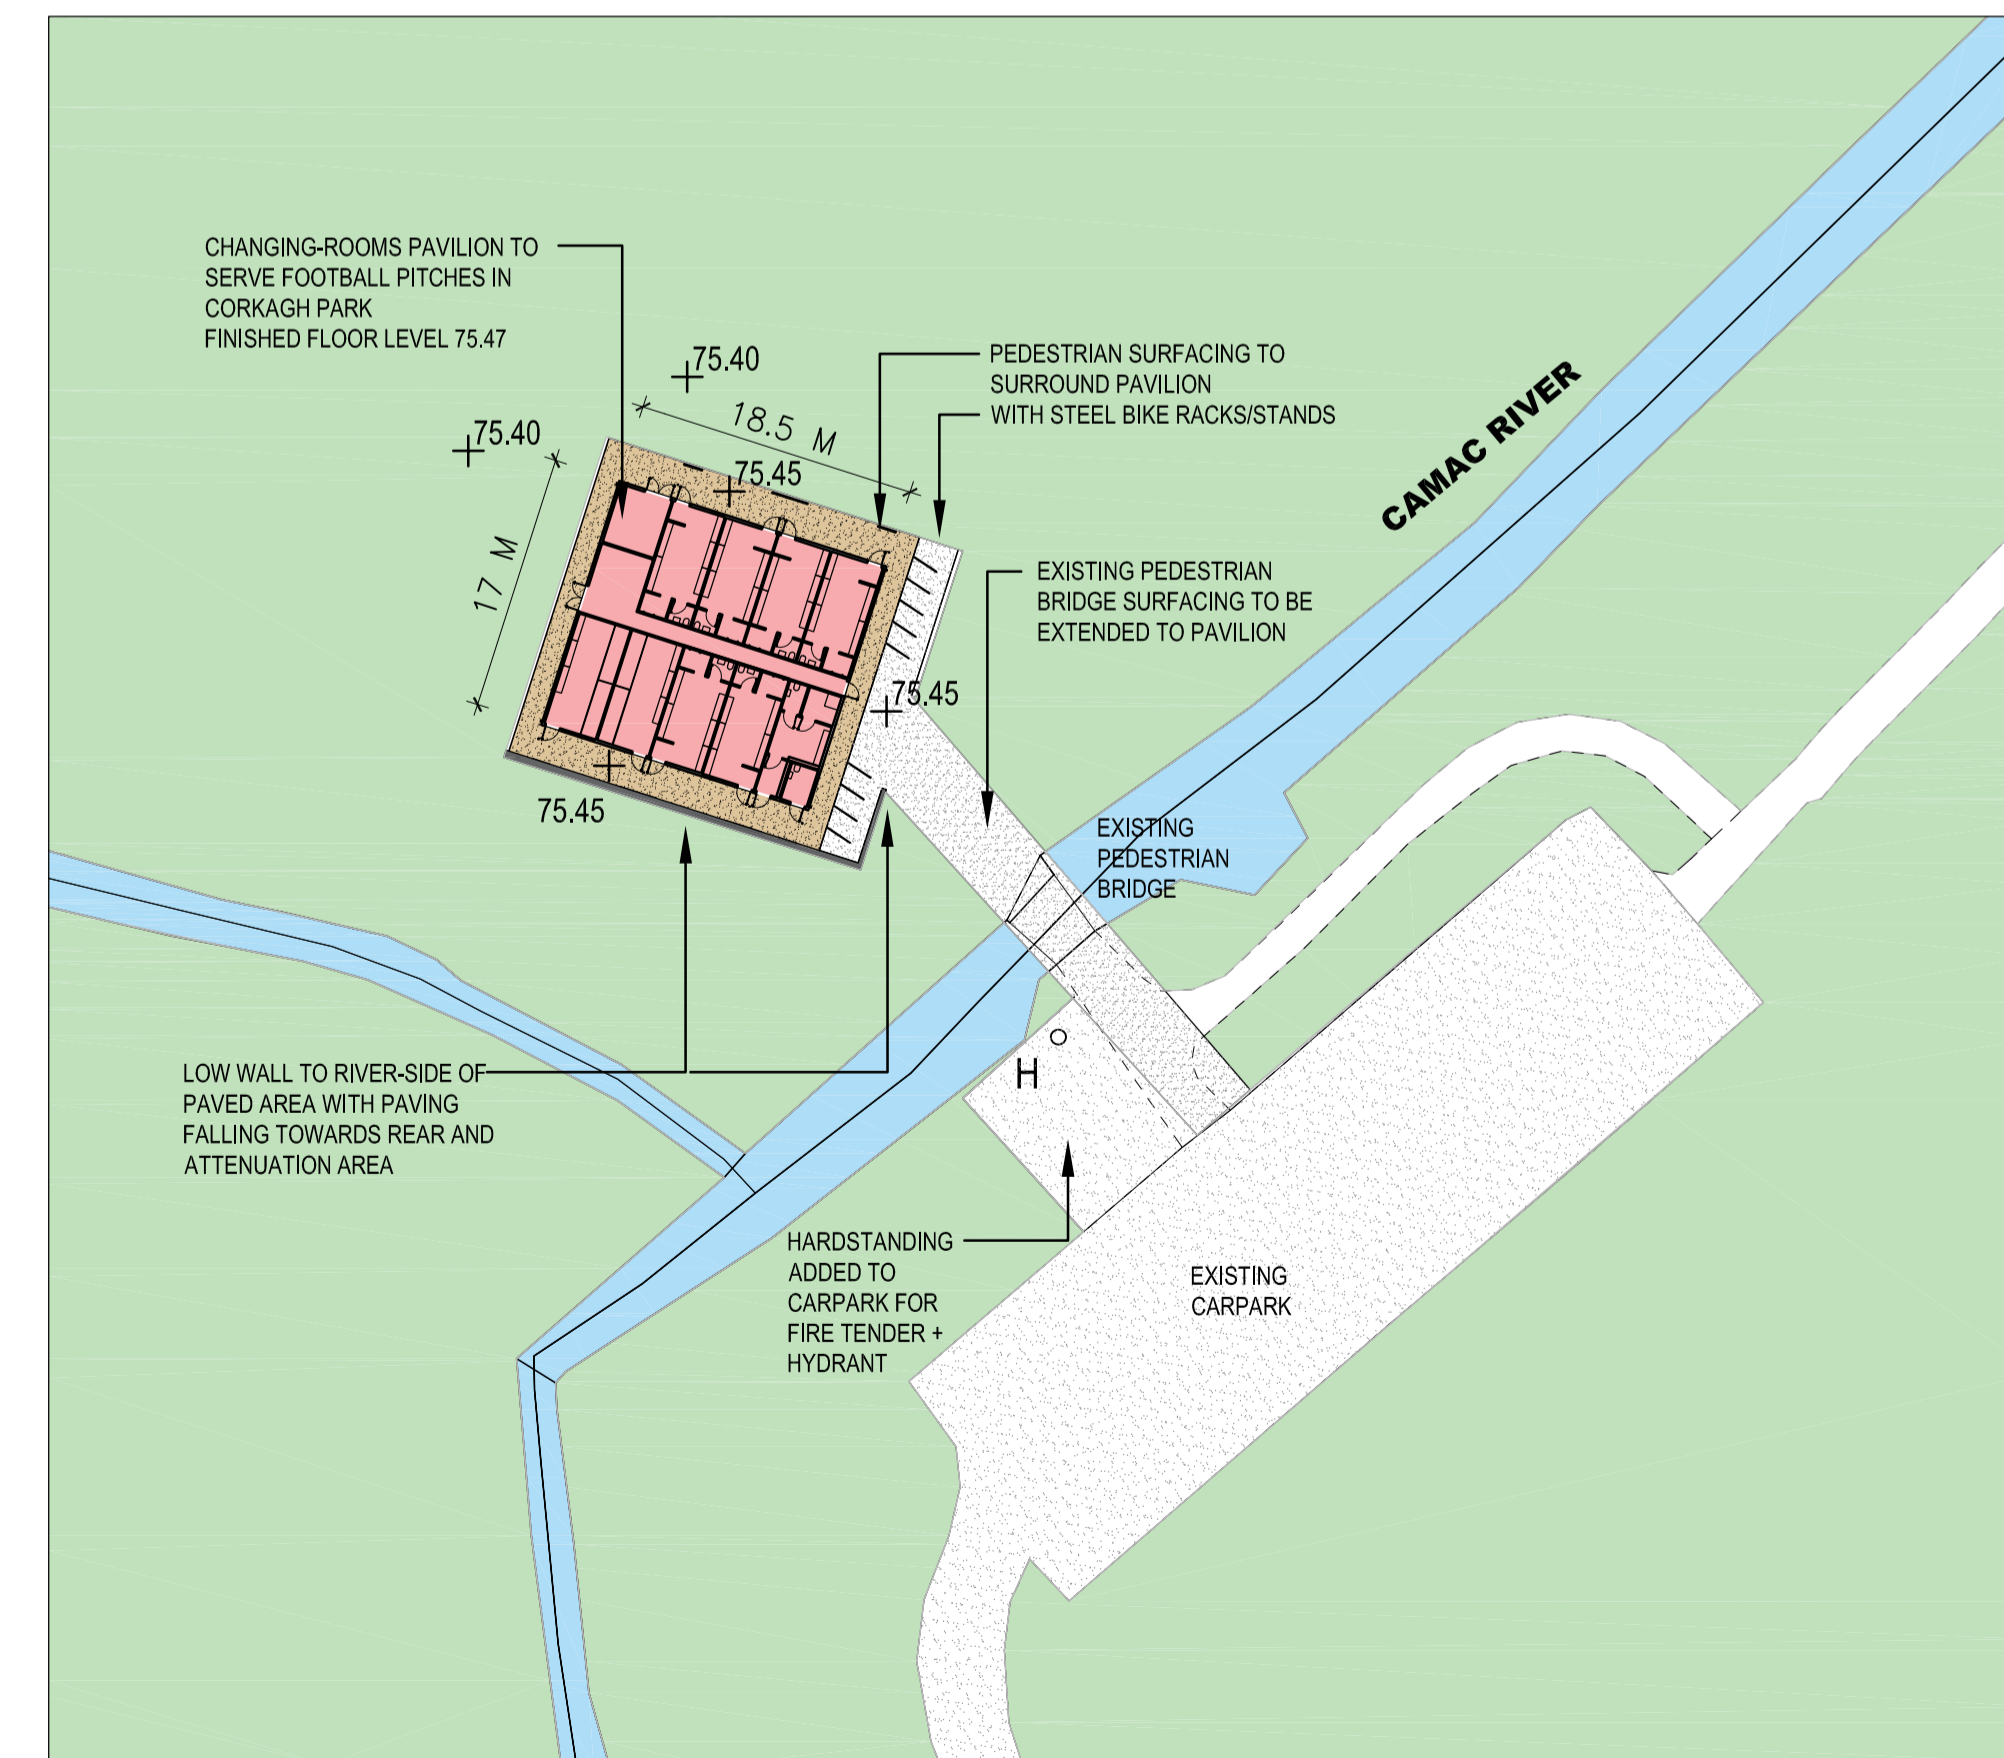 CHANGING-ROOMS PAVILION TO
SERVE FOOTBALL PITCHES IN
CORKAGH PARK
FINISHED FLOOR LEVEL 75.47
75.40
75.40
18.5 M
75.45
17 M
PEDESTRIAN SURFACING TO
SURROUND PAVILION
WITH STEEL BIKE RACKS/STANDS
CAMAC RIVER
EXISTING PEDESTRIAN
BRIDGE SURFACING TO BE
EXTENDED TO PAVILION
75.45
75.45
EXISTING
PEDESTRIAN
BRIDGE
H
LOW WALL TO RIVER-SIDE OF
PAVED AREA WITH PAVING
FALLING TOWARDS REAR AND
ATTENUATION AREA
HARDSTANDING
ADDED TO
CARPARK FOR
FIRE TENDER +
HYDRANT
EXISTING
CARPARK